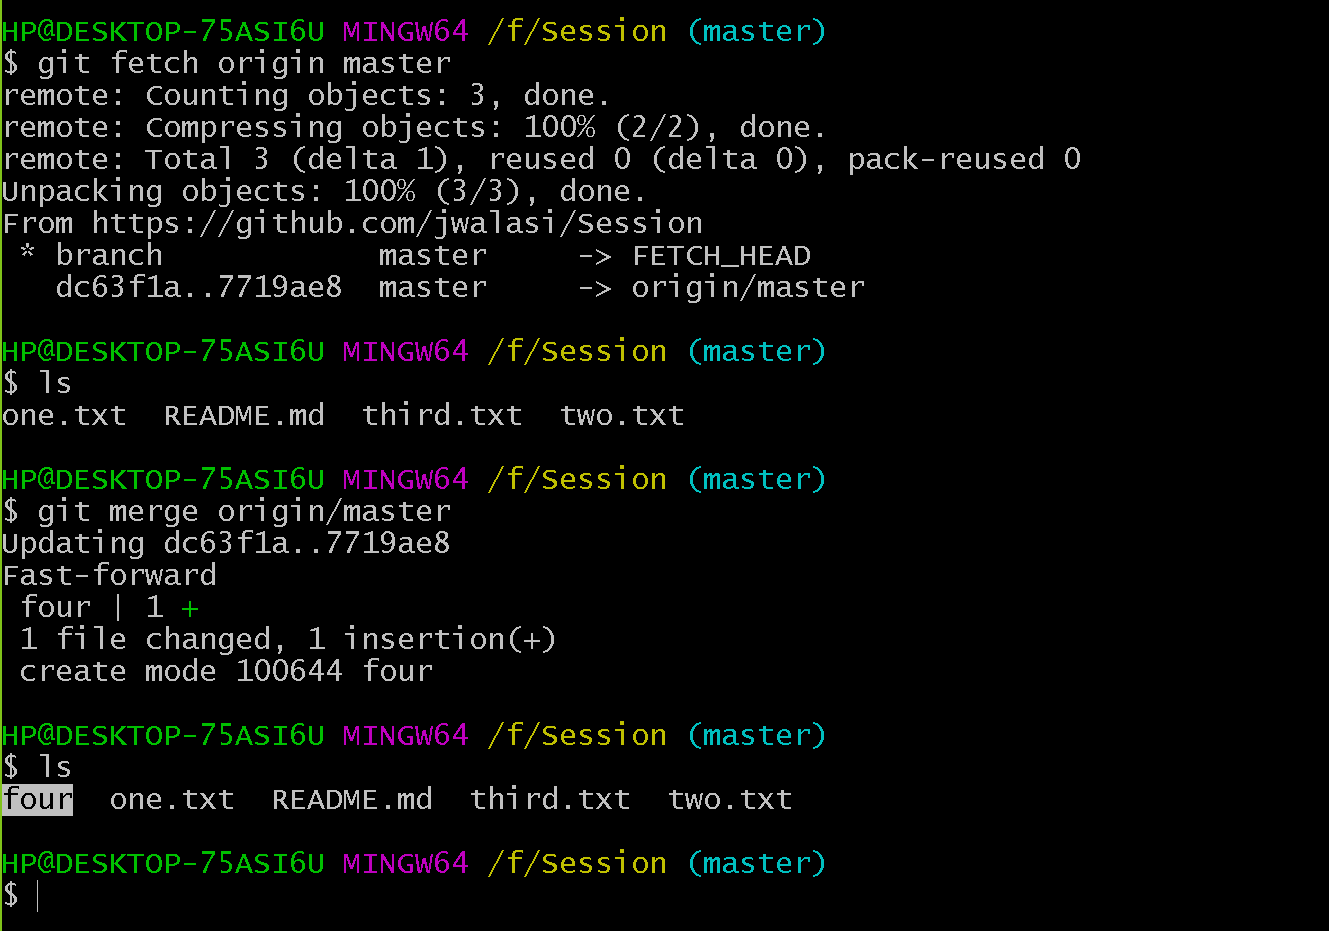 HP@DESKTOP-75ASI6U MINGW64 /f/Session (master)
$ git fetch origin master
remote: Counting objects: 3, done.
remote: Compressing objects: 100% (2/2), done.
remote: Total 3 (delta 1), reused 0 (delta 0), pack-reused 0
Unpacking objects: 100% (3/3), done.
From https://github.com/jwalasi/Session
 * branch            master     -> FETCH_HEAD
   dc63f1a..7719ae8  master     -> origin/master

HP@DESKTOP-75ASI6U MINGW64 /f/Session (master)
$ ls
one.txt  README.md  third.txt  two.txt

HP@DESKTOP-75ASI6U MINGW64 /f/Session (master)
$ git merge origin/master
Updating dc63f1a..7719ae8
Fast-forward
 four | 1 +
 1 file changed, 1 insertion(+)
 create mode 100644 four

HP@DESKTOP-75ASI6U MINGW64 /f/Session (master)
$ ls
four  one.txt  README.md  third.txt  two.txt

HP@DESKTOP-75ASI6U MINGW64 /f/Session (master)
$